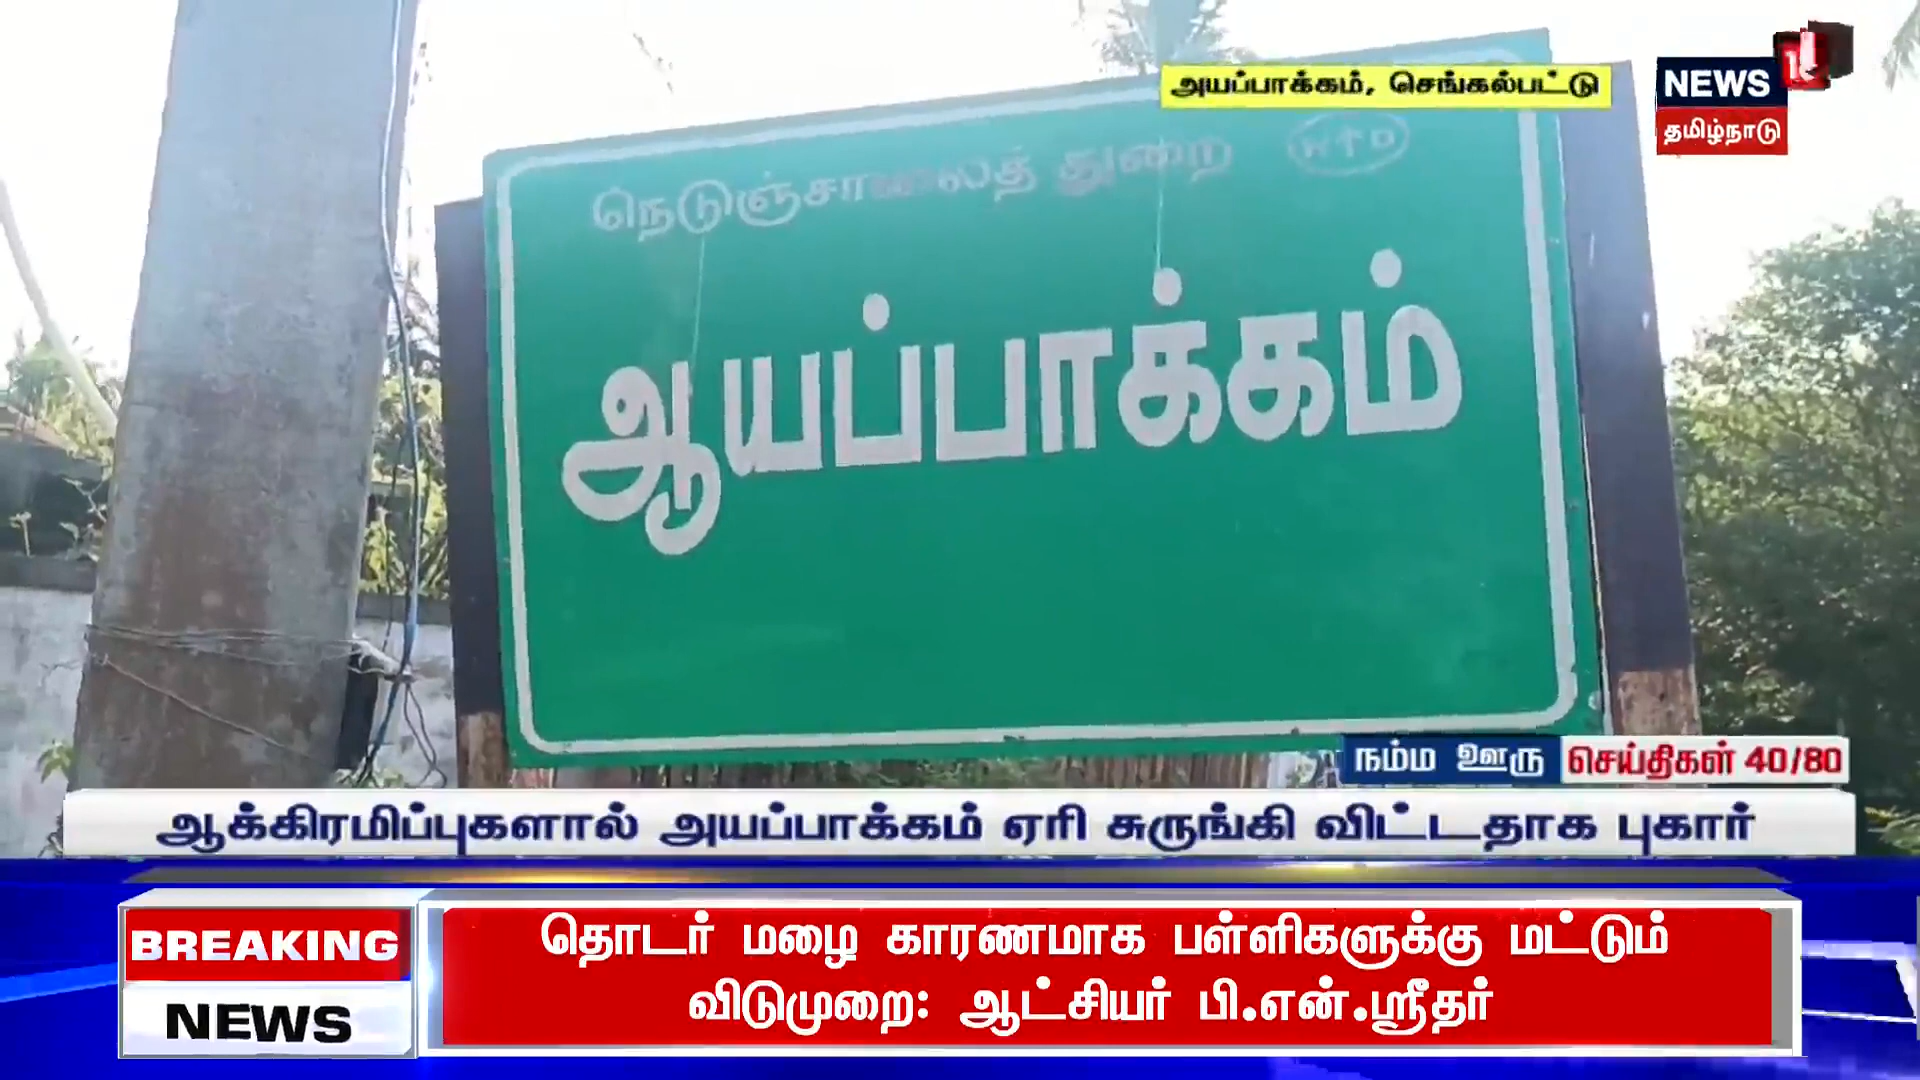 அயப்பாக்கம், செங்கல்பட்டு
NEWS 18
தமிழ்நாடு
நெடுஞ்சாலைத் துறை
ஆயப்பாக்கம்
நம்ம ஊரு செய்திகள் 40/80
ஆக்கிரமிப்புகளால் அயப்பாக்கம் ஏரி சுருங்கி விட்டதாக புகார்
BREAKING
NEWS
தொடர் மழை காரணமாக பள்ளிகளுக்கு மட்டும்
விடுமுறை: ஆட்சியர் பி.என்.ஸ்ரீதர்